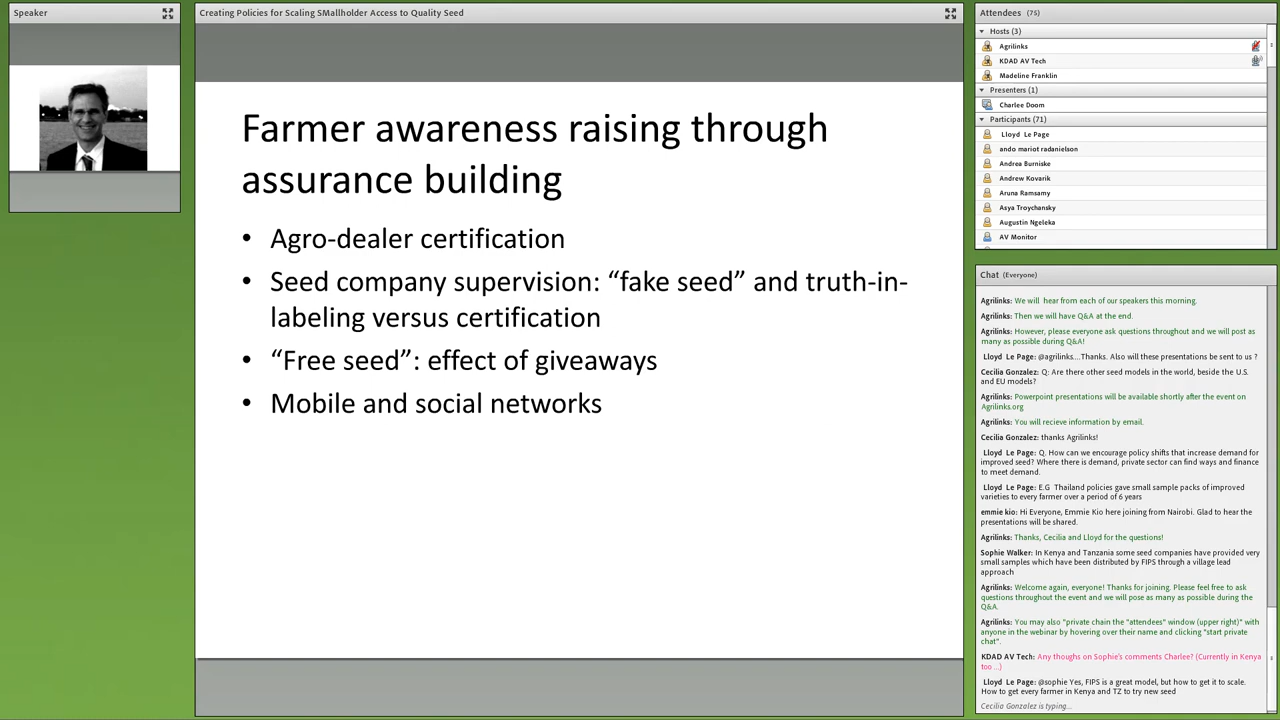 Speaker
Creating Policies for Scaling SMallholder Access to Quality Seed
Farmer awareness raising through
assurance building
• Agro-dealer certification
• Seed company supervision: “fake seed” and truth-in-
labeling versus certification
• “Free seed”: effect of giveaways
• Mobile and social networks
Attendees (75)
Hosts (3)
Agrilinks
KDAD AV Tech
Madeline Franklin
Presenters (1)
Charlee Doom
Participants (71)
Lloyd Le Page
ando mariot radanielson
Andrea Burniske
Andrew Kovarik
Aruna Ramsamy
Asya Troychansky
Augustin Ngeleka
AV Monitor
Chat (Everyone)
Agrilinks: We will hear from each of our speakers this morning.
Agrilinks: Then we will have Q&A at the end.
Agrilinks: However, please everyone ask questions throughout and we will post as
many as possible during Q&A!
Lloyd Le Page: @agrilinks....Thanks. Also will these presentations be sent to us ?
Cecilia Gonzalez: Q: Are there other seed models in the world, beside the U.S.
and EU models?
Agrilinks: Powerpoint presentations will be available shortly after the event on
Agrilinks.org
Agrilinks: You will recieve information by email.
Cecilia Gonzalez: thanks Agrilinks!
Lloyd Le Page: Q. How can we encourage policy shifts that increase demand for
improved seed? Where there is demand, private sector can find ways and finance
to meet demand.
Lloyd Le Page: E.G Thailand policies gave small sample packs of improved
varieties to every farmer over a period of 6 years
emmie kio: Hi Everyone, Emmie Kio here joining from Nairobi. Glad to hear the
presentations will be shared.
Agrilinks: Thanks, Cecilia and Lloyd for the questions!
Sophie Walker: In Kenya and Tanzania some seed companies have provided very
small samples which have been distributed by FIPS through a village lead
approach
Agrilinks: Welcome again, everyone! Thanks for joining. Please feel free to ask
questions throughout the event and we will pose as many as possible during the
Q&A.
Agrilinks: You may also "private chain the "attendees" window (upper right)" with
anyone in the webinar by hovering over their name and clicking "start private
chat".
KDAD AV Tech: Any thoughs on Sophie's comments Charlee? (Currently in Kenya
too ...)
Lloyd Le Page: @sophie Yes, FIPS is a great model, but how to get it to scale.
How to get every farmer in Kenya and TZ to try new seed
Cecilia Gonzalez is typing...